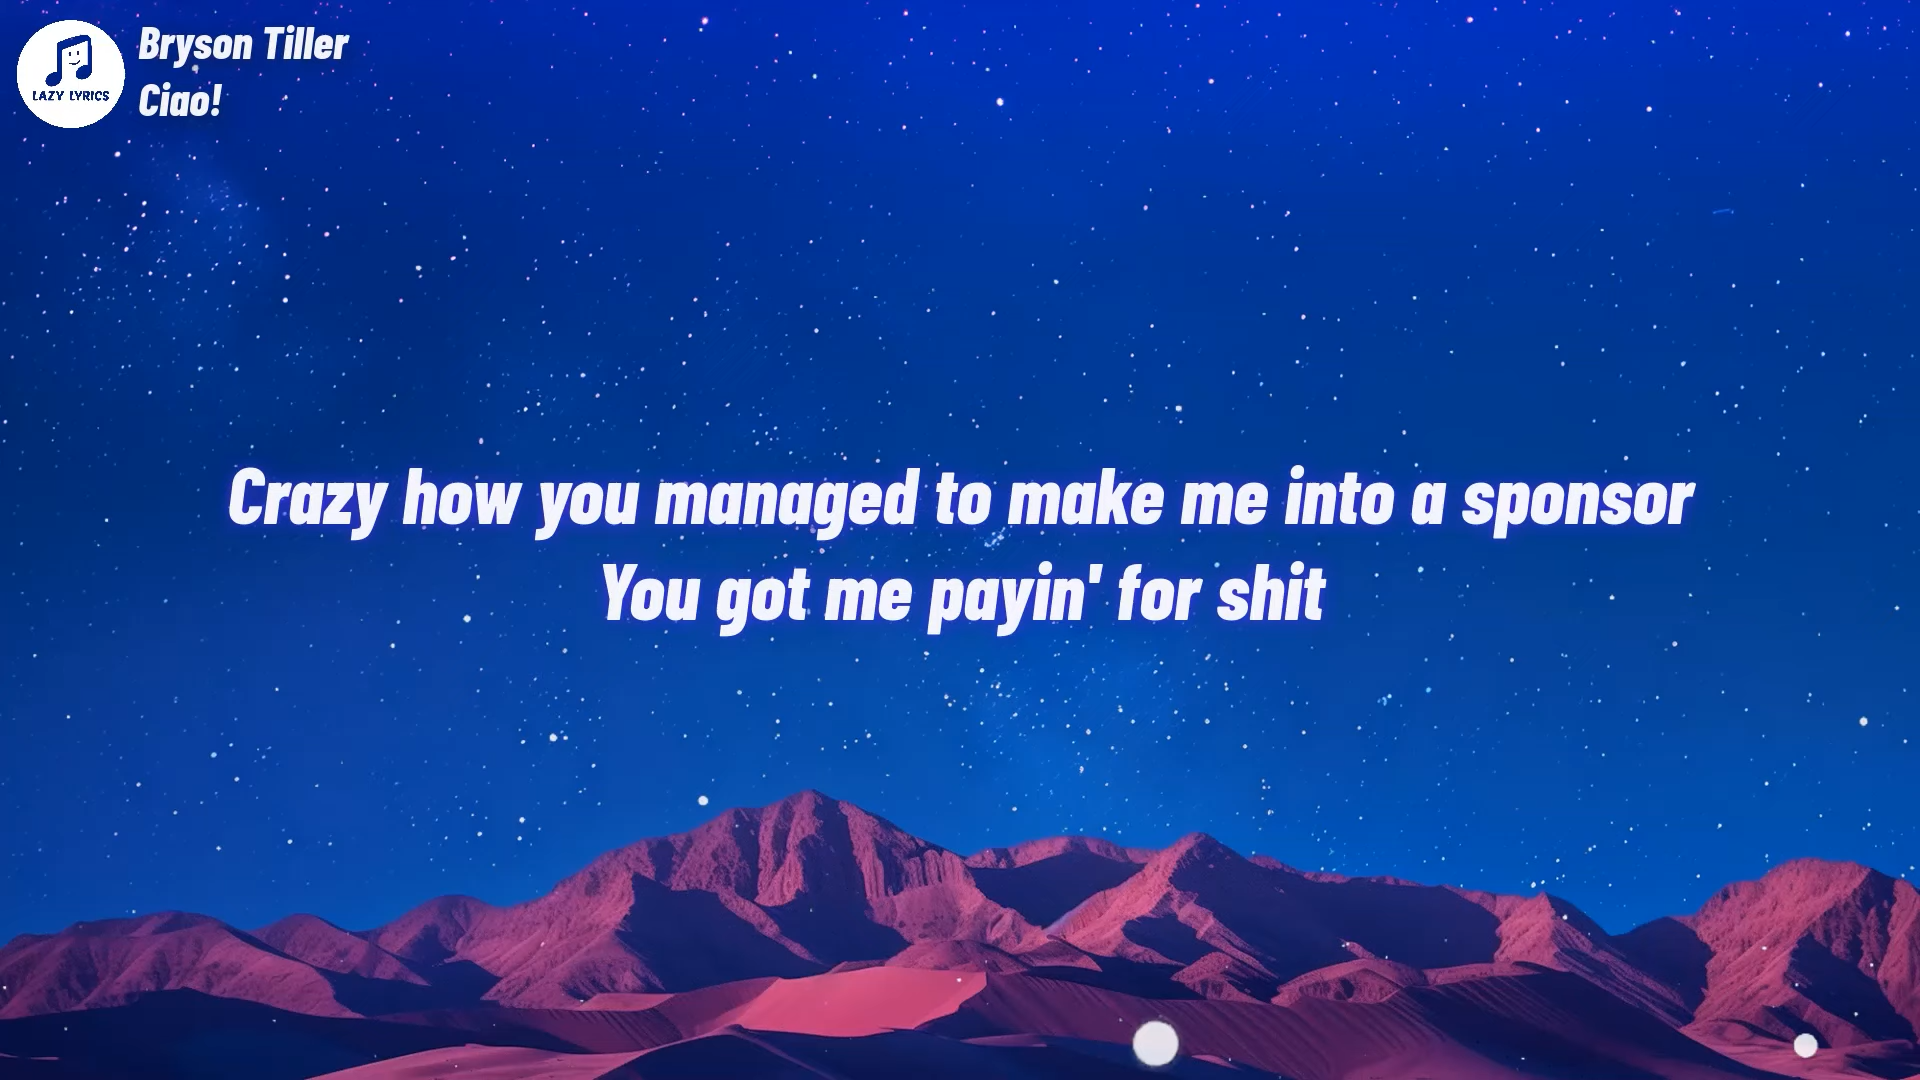 Bryson Tiller
Ciao!
LAZY LYRICS
Crazy how you managed to make me into a sponsor
You got me payin' for shit